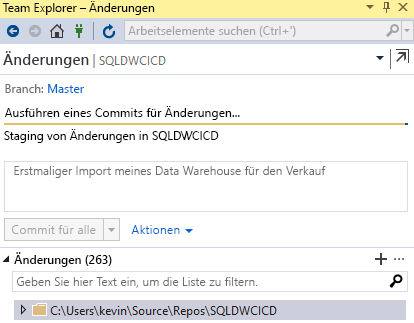 Team Explorer – Änderungen
Arbeitselemente suchen (Ctrl+')
Änderungen | SQLDWCICD
Branch: Master
Ausführen eines Commits für Änderungen...
Staging von Änderungen in SQLDWCICD
Erstmaliger Import meines Data Warehouse für den Verkauf
Commit für alle Aktionen
Änderungen (263)
Geben Sie hier Text ein, um die Liste zu filtern.
C:\Users\kevin\Source\Repos\SQLDWCICD